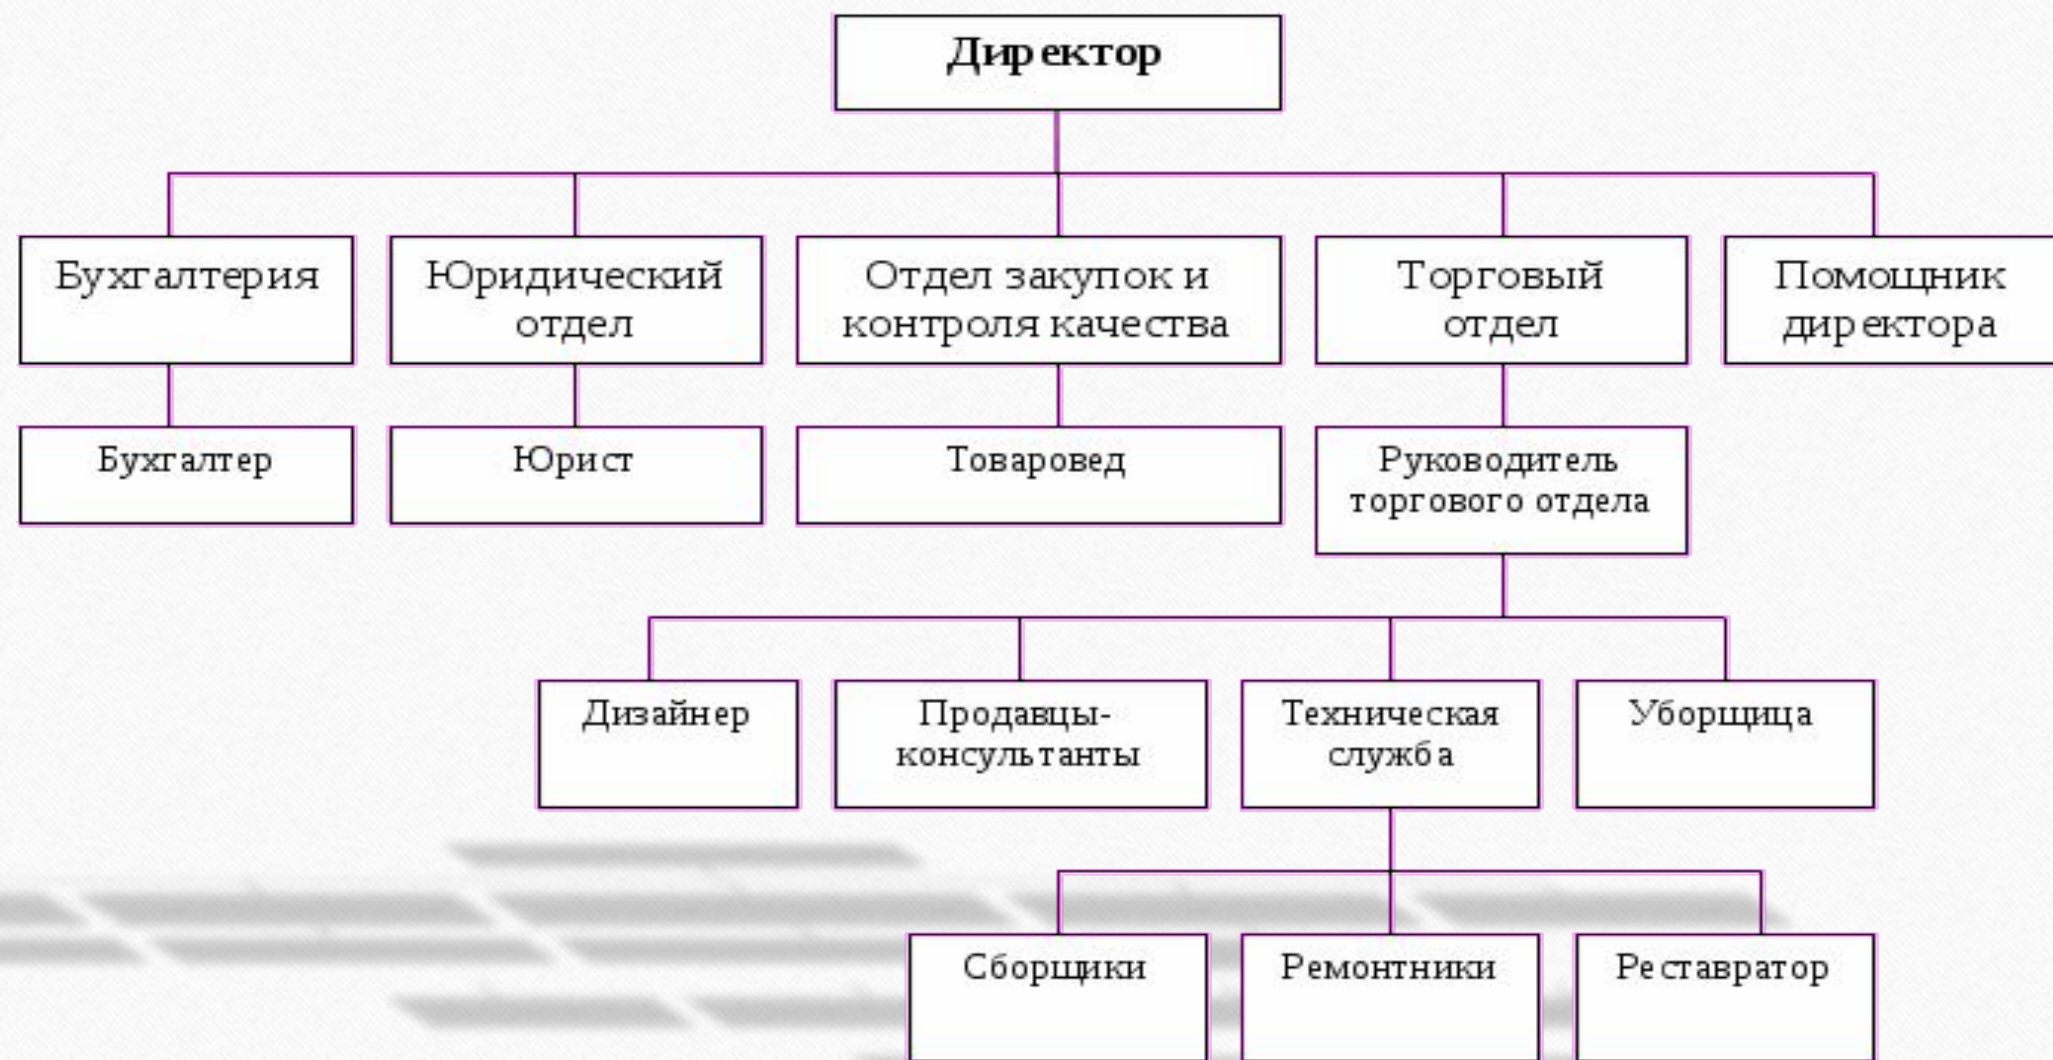 Директор
Бухгалтерия
Юридический
отдел
Отдел закупок и
контроля качества
Торговый
отдел
Помощник
директора
Бухгалтер
Юрист
Товаровед
Руководитель
торгового отдела
Дизайнер
Продавцы-
консультанты
Техническая
служба
Уборщица
Сборщики
Ремонтники
Реставратор